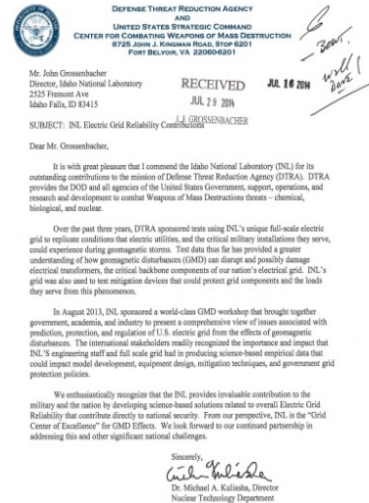 DEFENSE THREAT REDUCTION AGENCY
AND
UNITED STATES STRATEGIC COMMAND
CENTER FOR COMBATING WEAPONS OF MASS DESTRUCTION
8725 JOHN J. KINGMAN ROAD, STOP 6201
FORT BELVOIR, VA 22060-6201
Mr. John Grossenbacher
Director, Idaho National Laboratory
2525 Fremont Ave
Idaho Falls, ID 83415
RECEIVED
JUL 29 2014
J.J. GROSSENBACHER
JUL 16 2014
SUBJECT: INL Electric Grid Reliability Contributions
Dear Mr. Grossenbacher,
It is with great pleasure that I commend the Idaho National Laboratory (INL) for its
outstanding contributions to the mission of Defense Threat Reduction Agency (DTRA). DTRA
provides the DOD and all agencies of the United States Government, support, operations, and
research and development to combat Weapons of Mass Destructions threats – chemical,
biological, and nuclear.
Over the past three years, DTRA sponsored tests using INL's unique full-scale electric
grid to replicate conditions that electric utilities, and the critical military installations they serve,
could experience during geomagnetic storms. Test data thus far has provided a greater
understanding of how geomagnetic disturbances (GMD) can disrupt and possibly damage
electrical transformers, the critical backbone components of our nation's electrical grid. INL's
grid was also used to test mitigation devices that could protect grid components and the loads
they serve from this phenomenon.
In August 2013, INL sponsored a world-class GMD workshop that brought together
government, academia, and industry to present a comprehensive view of issues associated with
prediction, protection, and regulation of U.S. electric grid from the effects of geomagnetic
disturbances. The international stakeholders readily recognized the importance and impact that
INL'S engineering staff and full scale grid had in producing science-based empirical data that
could impact model development, equipment design, mitigation techniques, and government grid
protection policies.
We enthusiastically recognize that the INL provides invaluable contribution to the
military and the nation by developing science-based solutions related to overall Electric Grid
Reliability that contribute directly to national security. From our perspective, INL is the "Grid
Center of Excellence" for GMD Effects. We look forward to our continued partnership in
addressing this and other significant national challenges.
Sincerely,
Dr. Michael A. Kuliasha, Director
Nuclear Technology Department